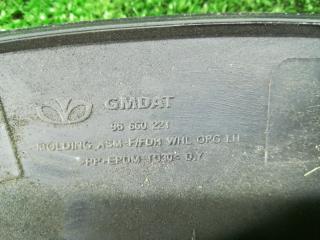 GMDAT
96 660 221
MOLDING ASM-F/FDR WHL OPG LH
>PP+EPDM-TD30< D.Y